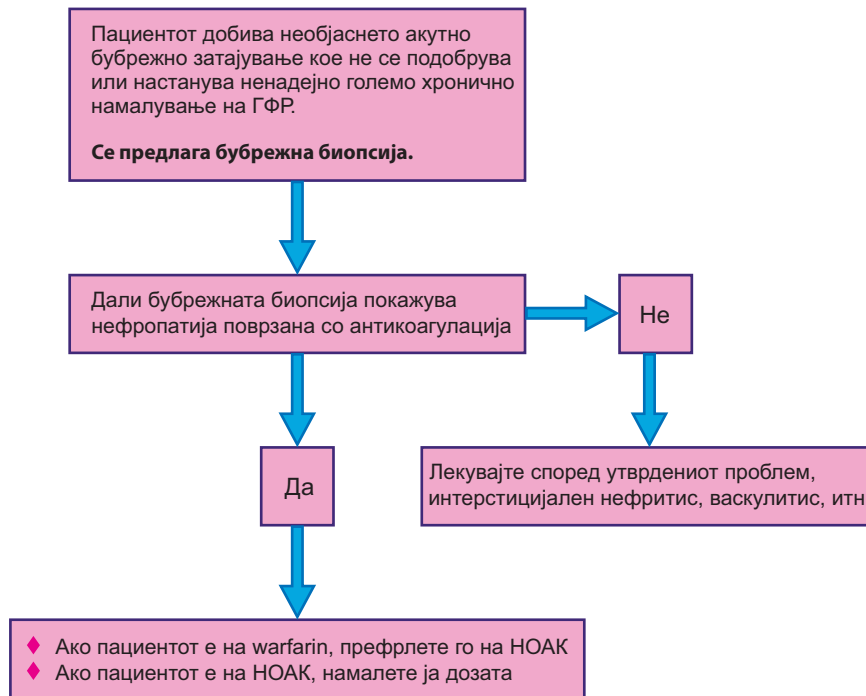 Пациентот добива необјаснето акутно
бубрежно затајување кое не се подобрува
или настанува ненадејно големо хронично
намалување на ГФР.
Се предлага бубрежна биопсија.
Дали бубрежната биопсија покажува
нефропатија поврзана со антикоагулација
Не
Да
Лекувајте според утврдениот проблем,
интерстицијален нефритис, васкулитис, итн
♦ Ако пациентот е на warfarin, префрлете го на НОАК
♦ Ако пациентот е на НОАК, намалете ја дозата